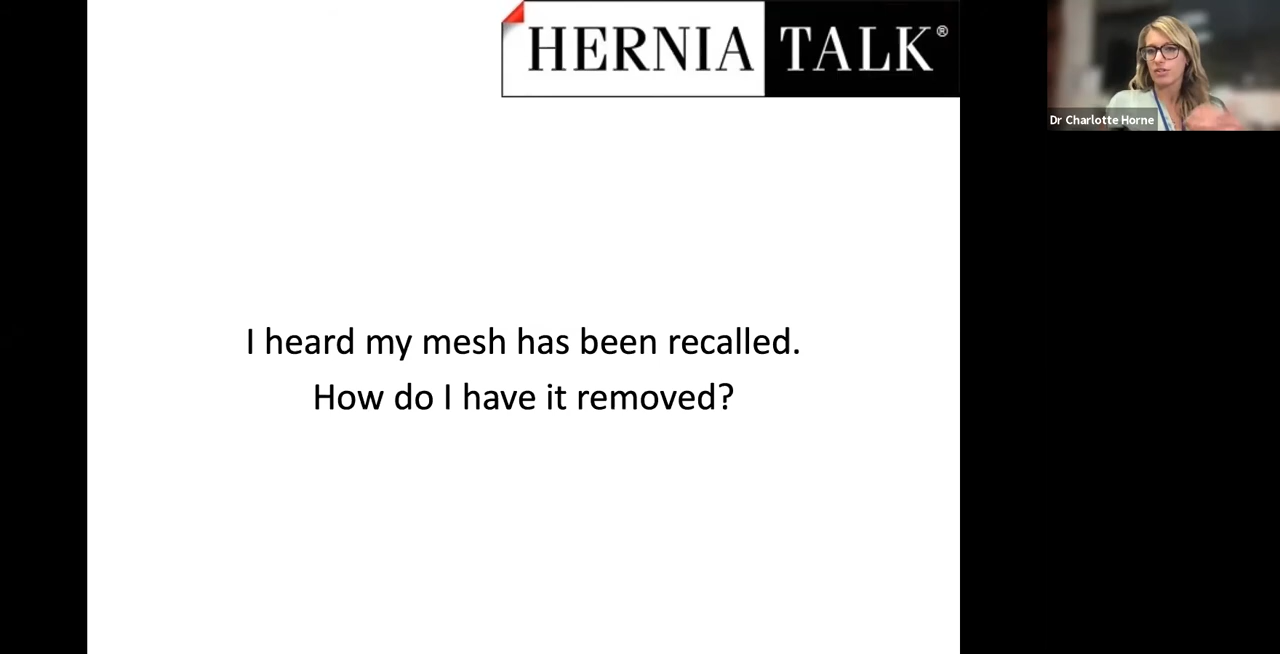 HERNIA TALK®
Dr Charlotte Horne
I heard my mesh has been recalled.
How do I have it removed?